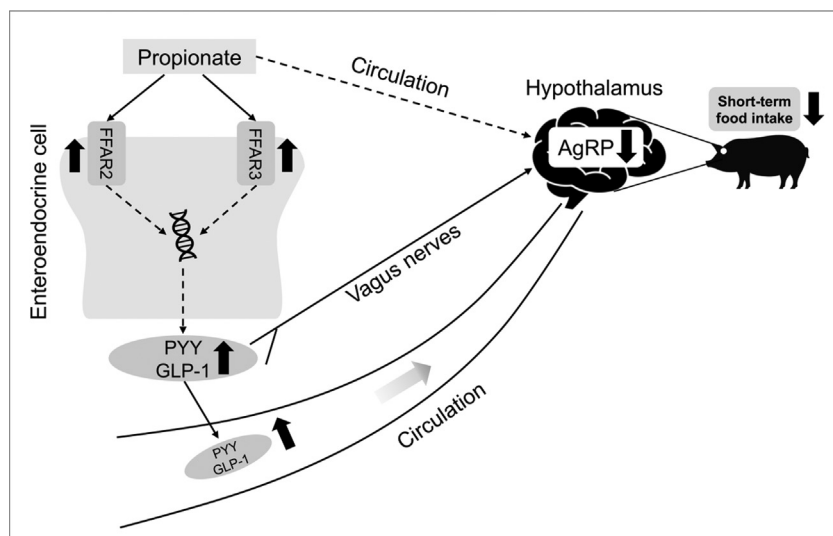 Propionate
Circulation
Hypothalamus
Short-term
food intake
AgRP
Enteroendocrine cell
FFAR2
FFAR3
Vagus nerves
PYY
GLP-1
Circulation
PYY
GLP-1